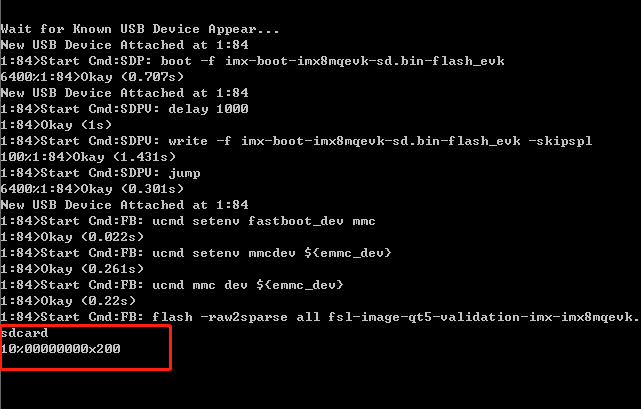 Wait for Known USB Device Appear...
New USB Device Attached at 1:84
1:84>Start Cmd:SDP: boot -f imx-boot-imx8mqevk-sd.bin-flash_evk
6400%1:84>Okay (0.707s)
New USB Device Attached at 1:84
1:84>Start Cmd:SDPV: delay 1000
1:84>Okay (1s)
1:84>Start Cmd:SDPV: write -f imx-boot-imx8mqevk-sd.bin-flash_evk -skipspl
100%1:84>Okay (1.431s)
1:84>Start Cmd:SDPV: jump
6400%1:84>Okay (0.301s)
New USB Device Attached at 1:84
1:84>Start Cmd:FB: ucmd setenv fastboot_dev mmc
1:84>Okay (0.022s)
1:84>Start Cmd:FB: ucmd setenv mmcdev ${emmc_dev}
1:84>Okay (0.261s)
1:84>Start Cmd:FB: ucmd mmc dev ${emmc_dev}
1:84>Okay (0.22s)
1:84>Start Cmd:FB: flash -raw2sparse all fsl-image-qt5-validation-imx-imx8mqevk.
sdcard
10%00000000x200